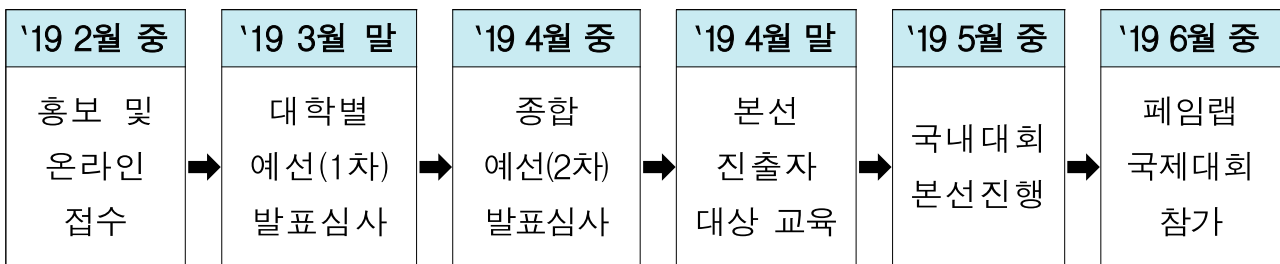 `19 2월 중
홍보 및
온라인
접수
`19 3월 말
대학별
예선(1차)
발표심사
`19 4월 중
종합
예선(2차)
발표심사
`19 4월 말
본선
진출자
대상 교육
`19 5월 중
국내대회
본선진행
`19 6월 중
페임랩
국제대회
참가